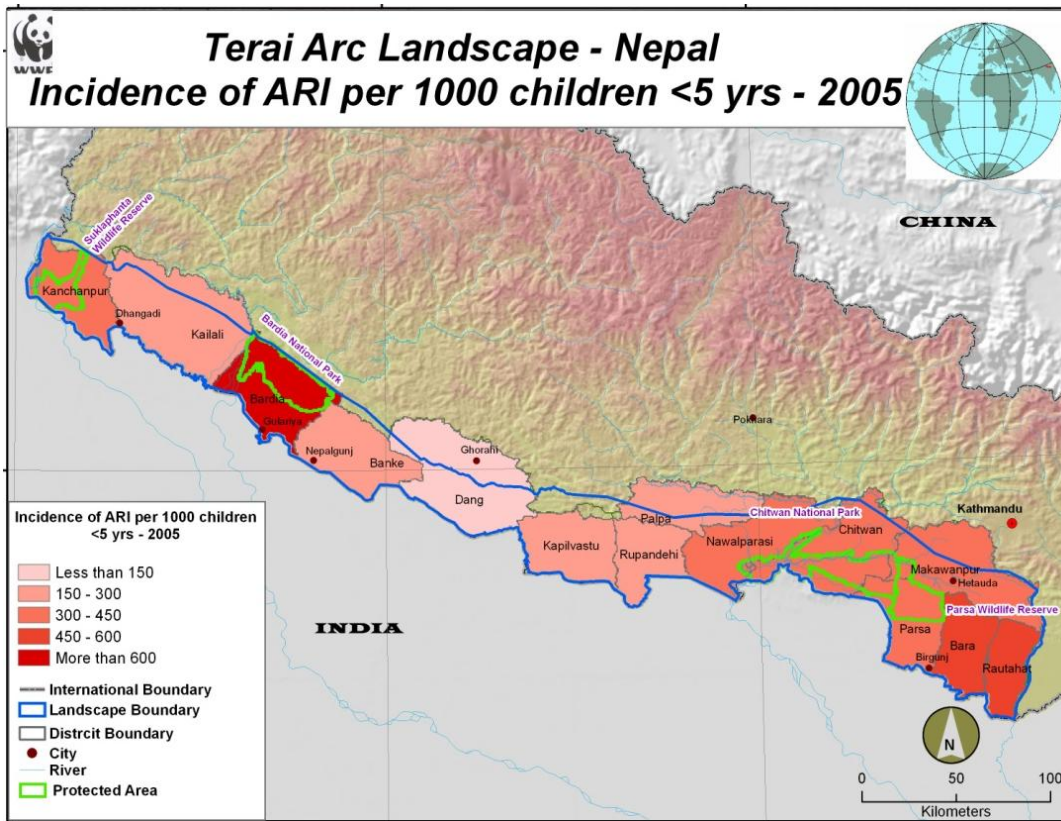 WWF
Terai Arc Landscape - Nepal
Incidence of ARI per 1000 children <5 yrs - 2005
CHINA
Suklaphanta
Wildlife Reserve
Kanchanpur
Dhangadi
Kailali
Bardia National Park
Bardia
Gulariya
Nepalgunj
Banke
Ghorahi
Dang
Pokhara
Kathmandu
Palpa
Chitwan National Park
Chitwan
Kapilvastu
Rupandehi
Nawalparasi
Makawanpur
Hetauda
Parsa Wildlife Reserve
Parsa
Bara
Birgunj
Rautahat
INDIA
Incidence of ARI per 1000 children
<5 yrs - 2005
Less than 150
150 - 300
300 - 450
450 - 600
More than 600
International Boundary
Landscape Boundary
Distrcit Boundary
City
River
Protected Area
N
0 50 100
Kilometers